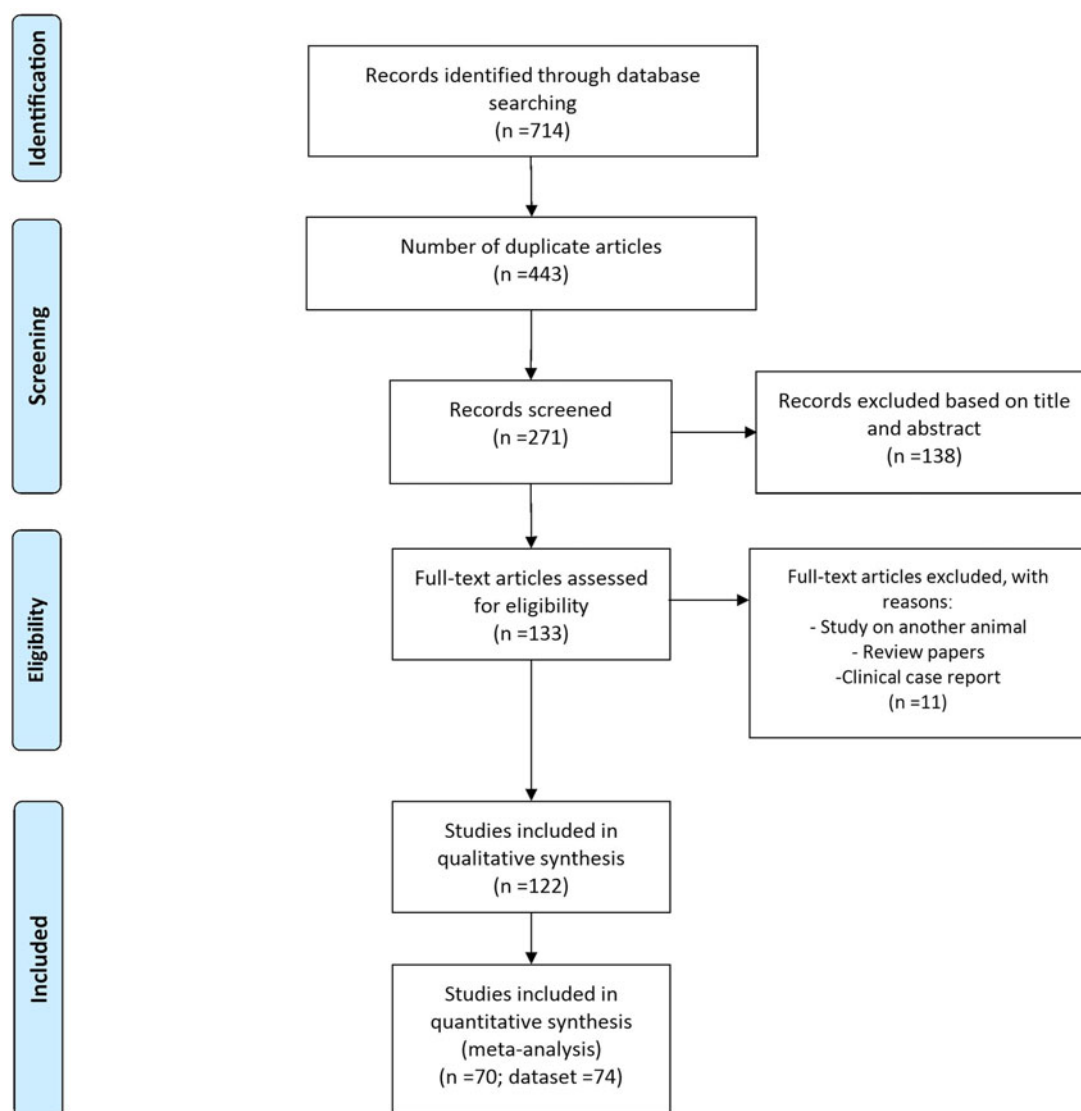 Identification
Records identified through database
searching
(n =714)
Screening
Number of duplicate articles
(n =443)
Records screened
(n =271)
Records excluded based on title
and abstract
(n =138)
Eligibility
Full-text articles assessed
for eligibility
(n =133)
Full-text articles excluded, with
reasons:
- Study on another animal
- Review papers
-Clinical case report
(n =11)
Included
Studies included in
qualitative synthesis
(n =122)
Studies included in
quantitative synthesis
(meta-analysis)
(n =70; dataset =74)